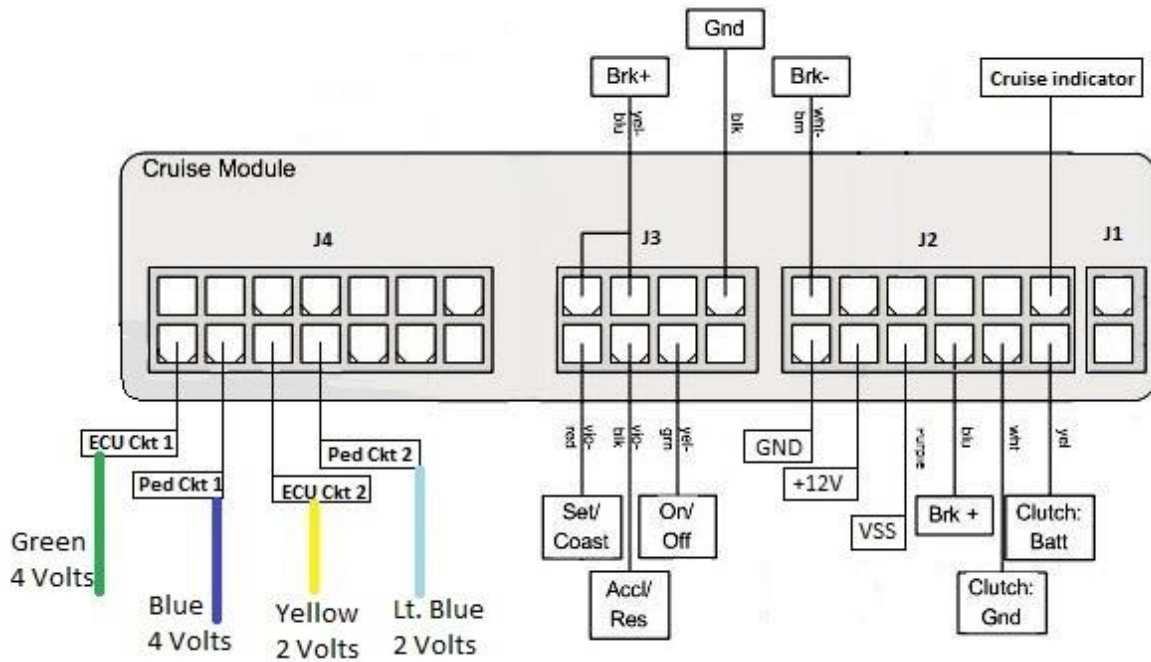 Gnd
Brk+
Brk-
Cruise indicator
yel-
blu
blk
wht-
brn
Cruise Module
J4
J3
J2
J1
ECU Ckt 1
Ped Ckt 1
ECU Ckt 2
Ped Ckt 2
vio-
red
vio-
blk
yel-
grn
purple
blu
wht
yel
GND
+12V
VSS
Brk +
Clutch:
Batt
Clutch:
Gnd
Set/
Coast
On/
Off
Accl/
Res
Green
4 Volts
Blue
4 Volts
Yellow
2 Volts
Lt. Blue
2 Volts